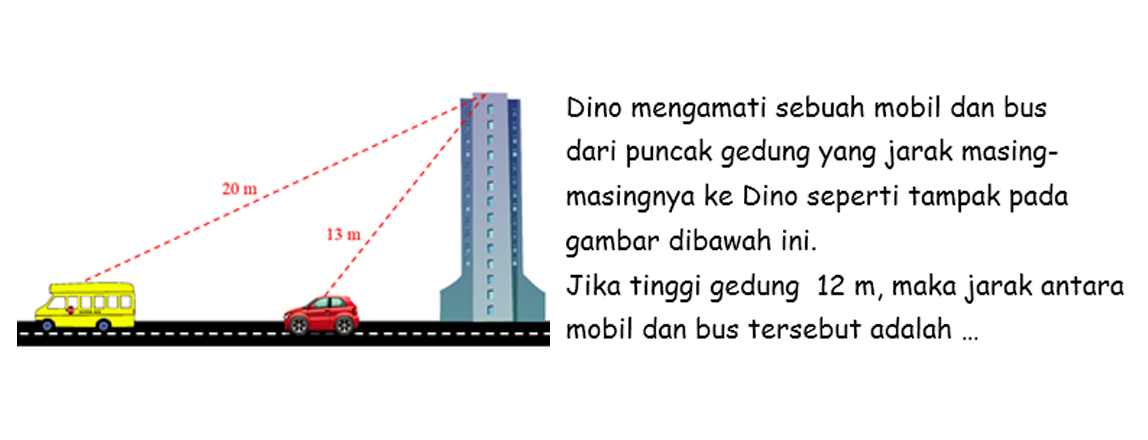 Dino mengamati sebuah mobil dan bus
dari puncak gedung yang jarak masing-
masingnya ke Dino seperti tampak pada
gambar dibawah ini.
Jika tinggi gedung 12 m, maka jarak antara
mobil dan bus tersebut adalah ...
20 m
13 m